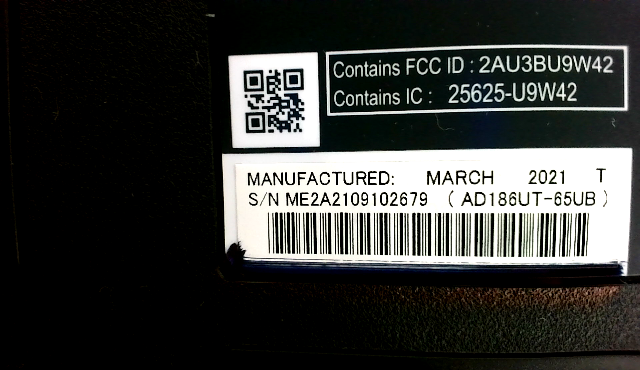 Contains FCC ID : 2AU3BU9W42
Contains IC : 25625-U9W42
MANUFACTURED: MARCH 2021 T
S/N ME2A2109102679 ( AD186UT-65UB )